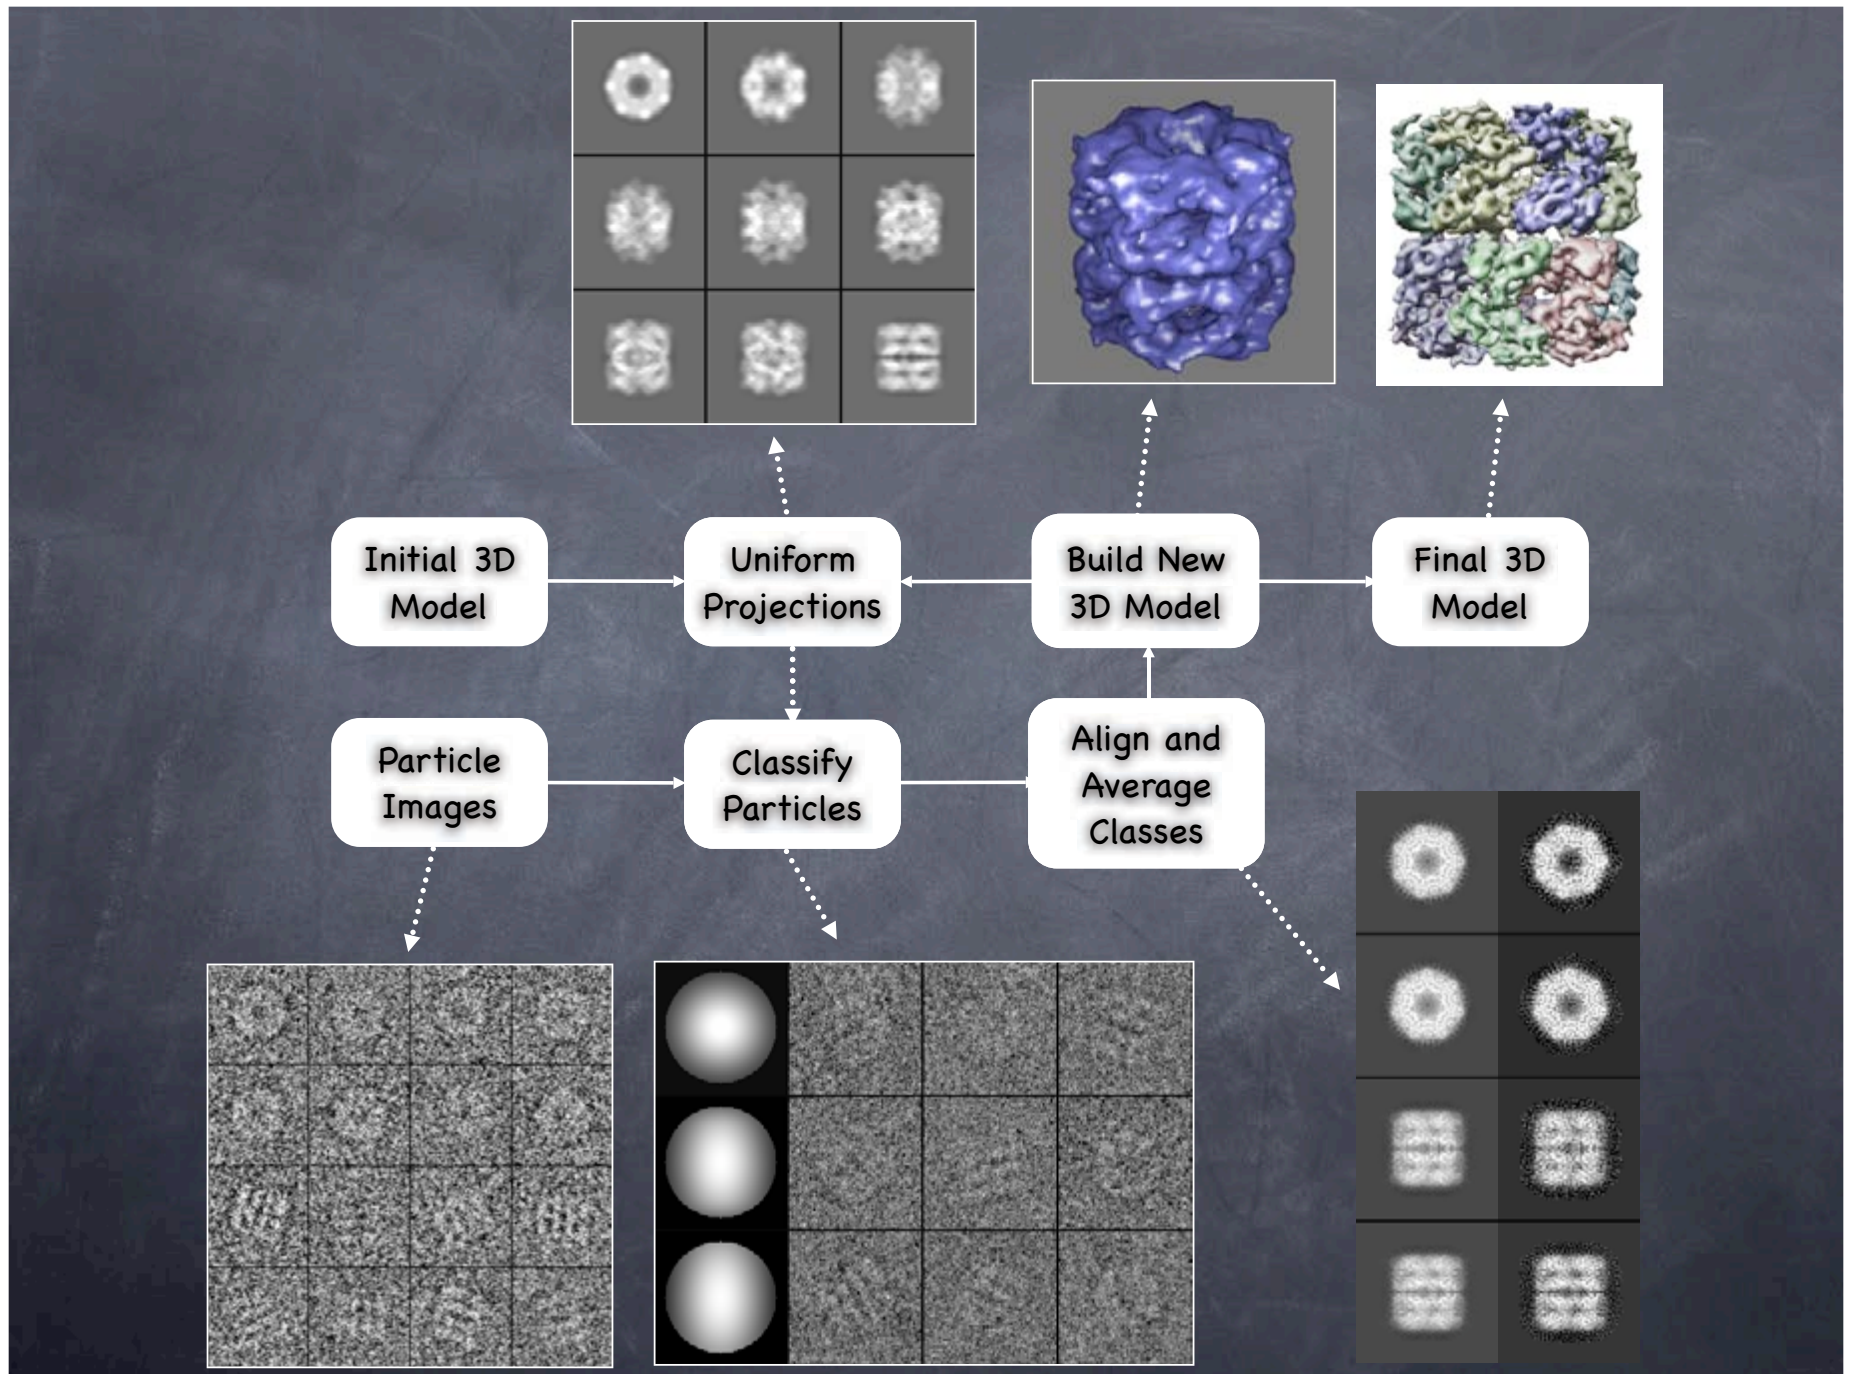 Initial 3D
Model
Uniform
Projections
Build New
3D Model
Final 3D
Model
Particle
Images
Classify
Particles
Align and
Average
Classes